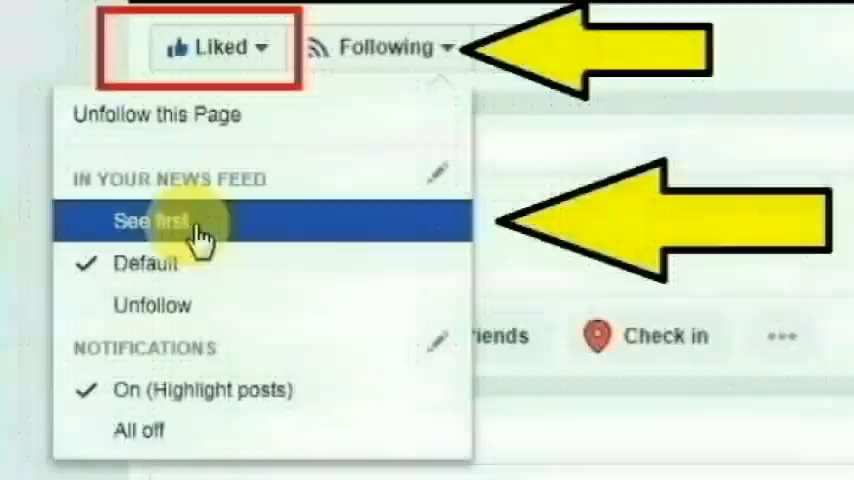 Liked Following
Unfollow this Page
IN YOUR NEWS FEED
See first
Default
Unfollow
NOTIFICATIONS
On (Highlight posts)
All off
riends Check in